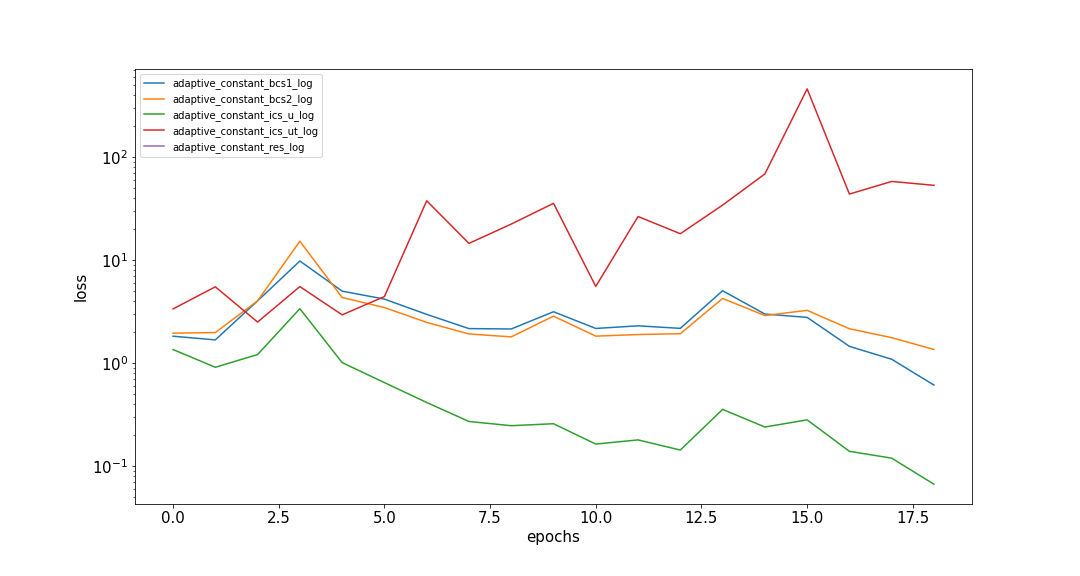 adaptive_constant_bcs1_log
adaptive_constant_bcs2_log
adaptive_constant_ics_u_log
adaptive_constant_ics_ut_log
adaptive_constant_res_log
10²
10¹
10⁰
10⁻¹
loss
0.0 2.5 5.0 7.5 10.0 12.5 15.0 17.5
epochs